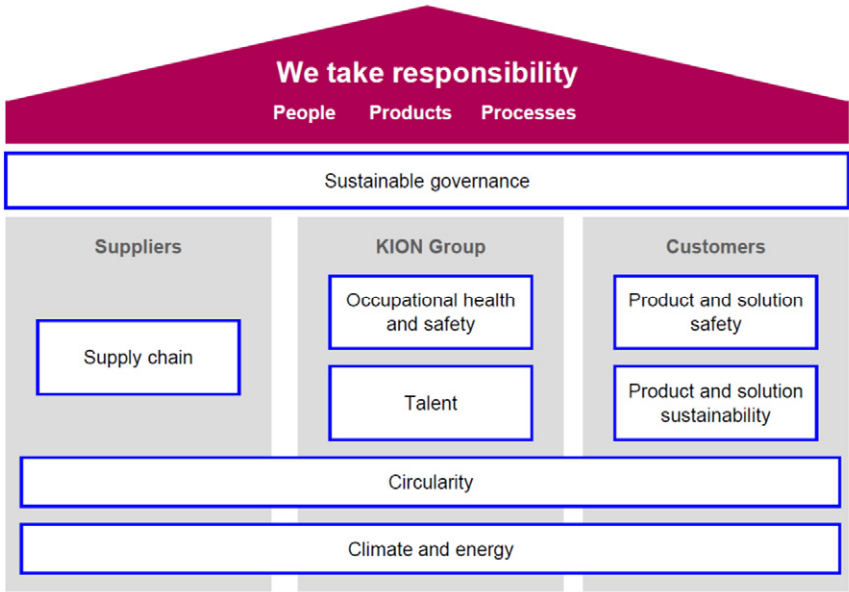 We take responsibility
People Products Processes
Sustainable governance
Suppliers
Supply chain
KION Group
Occupational health
and safety
Talent
Customers
Product and solution
safety
Product and solution
sustainability
Circularity
Climate and energy